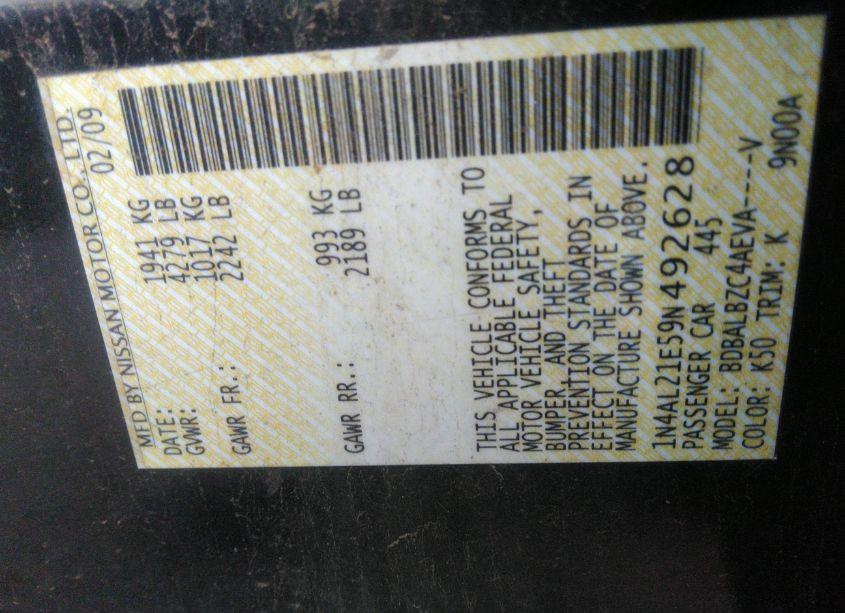 MFD BY NISSAN MOTOR CO., LTD.
DATE: 02/09
GVWR: 1941 KG
4279 LB
GAWR FR.: 1017 KG
2242 LB
GAWR RR.: 993 KG
2189 LB
THIS VEHICLE CONFORMS TO
ALL APPLICABLE FEDERAL
MOTOR VEHICLE SAFETY,
BUMPER AND THEFT
PREVENTION STANDARDS IN
EFFECT ON THE DATE OF
MANUFACTURE SHOWN ABOVE.
1N4AL21E59N492628
PASSENGER CAR 445
MODEL: BDBALBZC4AEVA----V
COLOR: K50 TRIM: K 9N00A